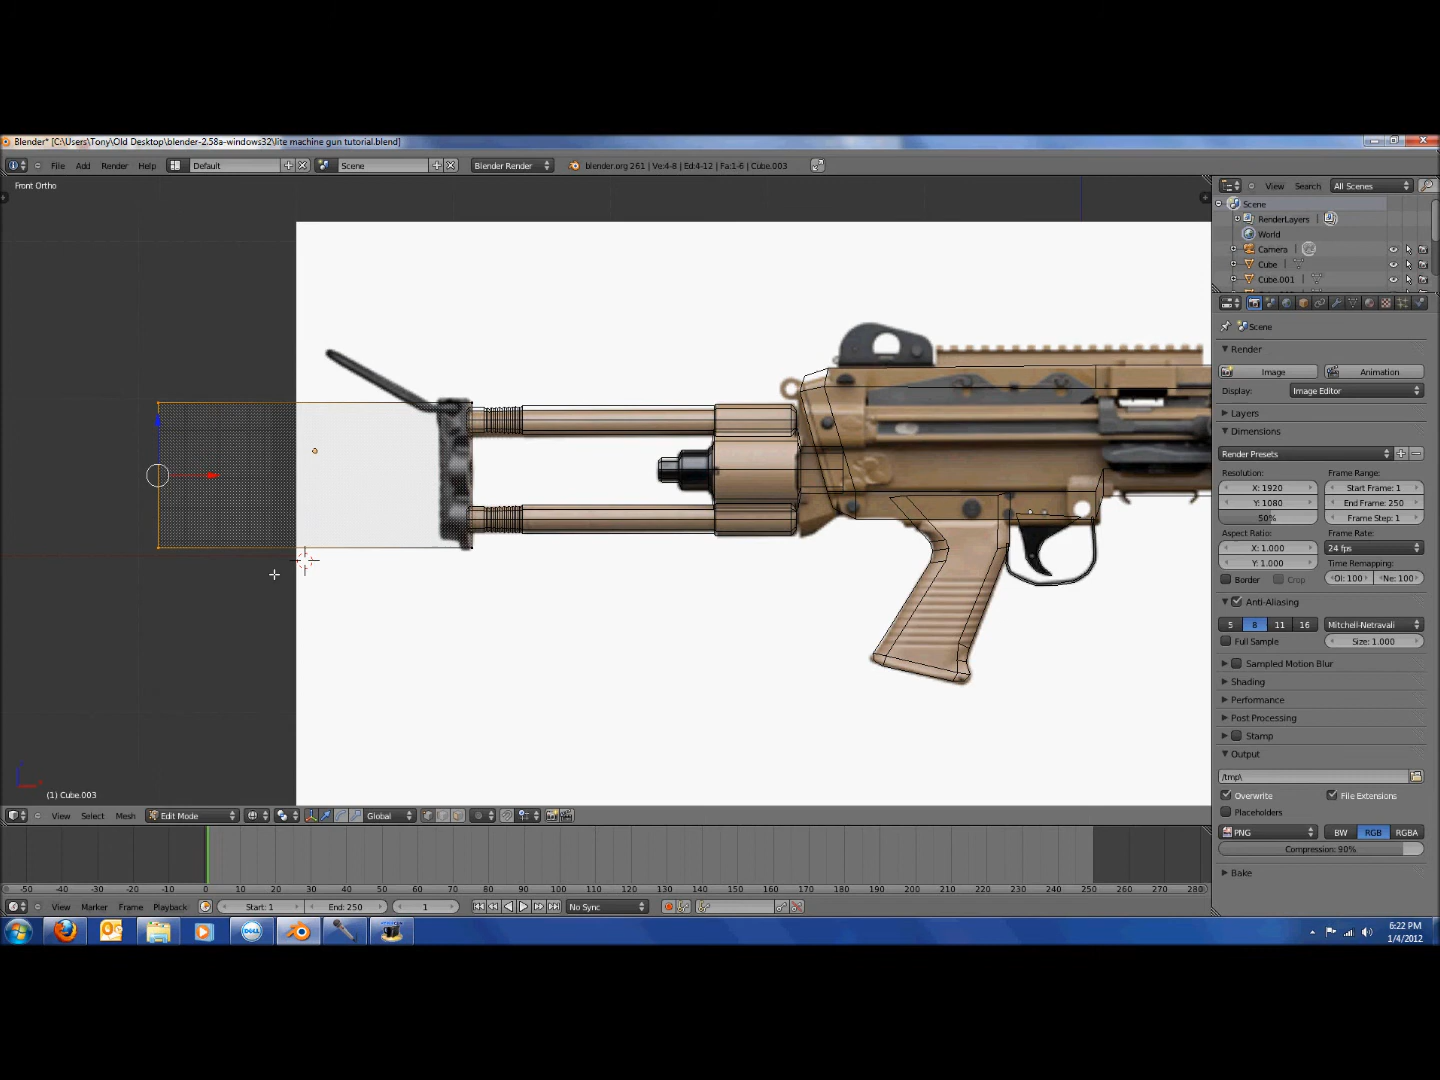 Blender* [C:\Users\Tony\Old Desktop\blender-2.58a-windows32\lite machine gun tutorial.blend]
File Add Render Help Default Scene Blender Render blender.org 261 | Ve:4-8 | Ed:4-12 | Fa:1-6 | Cube.003
Front Ortho
View Search All Scenes
Scene
RenderLayers
World
Camera
Cube
Cube.001
Scene
Render
Image Animation
Display: Image Editor
Layers
Dimensions
Render Presets
Resolution: Frame Range:
X: 1920 Start Frame: 1
Y: 1080 End Frame: 250
50% Frame Step: 1
Aspect Ratio: Frame Rate:
X: 1.000 24 fps
Y: 1.000 Time Remapping:
Border Crop Ol: 100 Ne: 100
Anti-Aliasing
5 8 11 16 Mitchell-Netravali
Full Sample Size: 1.000
Sampled Motion Blur
Shading
Performance
Post Processing
Stamp
Output
/tmp\
Overwrite File Extensions
Placeholders
PNG BW RGB RGBA
Compression: 90%
Bake
(1) Cube.003
View Select Mesh Edit Mode Global
-50 -40 -30 -20 -10 0 10 20 30 40 50 60 70 80 90 100 110 120 130 140 150 160 170 180 190 200 210 220 230 240 250 260 270 280
View Marker Frame Playback Start: 1 End: 250 1 No Sync
DELL
6:22 PM
1/4/2012